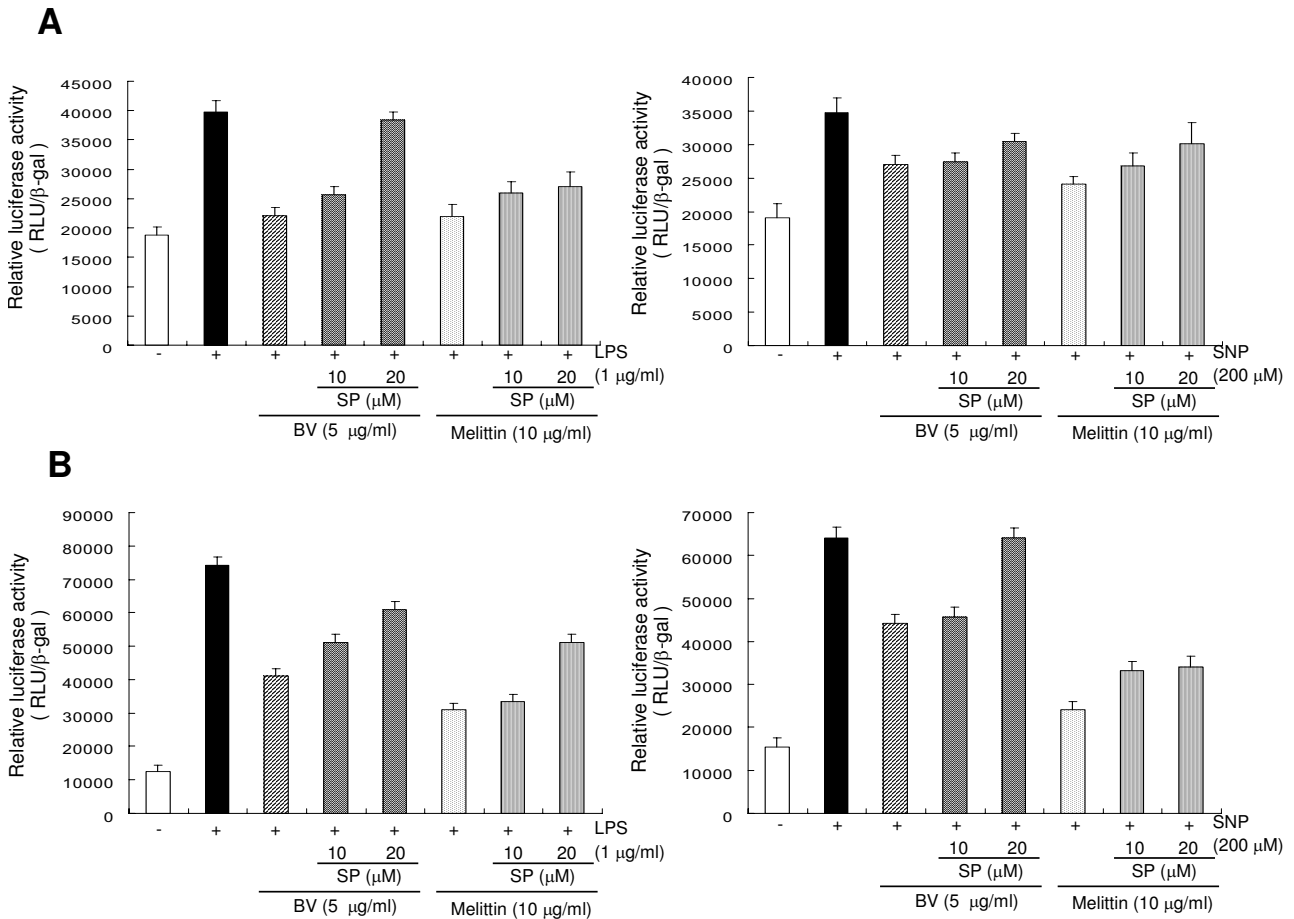 A
Relative luciferase activity
( RLU/β-gal )
45000
40000
35000
30000
25000
20000
15000
10000
5000
0
- + + + + + + + LPS
10 20 10 20 (1 μg/ml)
SP (μM) SP (μM)
BV (5 μg/ml) Melittin (10 μg/ml)
Relative luciferase activity
( RLU/β-gal )
40000
35000
30000
25000
20000
15000
10000
5000
0
- + + + + + + + SNP
10 20 10 20 (200 μM)
SP (μM) SP (μM)
BV (5 μg/ml) Melittin (10 μg/ml)
B
Relative luciferase activity
( RLU/β-gal )
90000
80000
70000
60000
50000
40000
30000
20000
10000
0
- + + + + + + + LPS
10 20 10 20 (1 μg/ml)
SP (μM) SP (μM)
BV (5 μg/ml) Melittin (10 μg/ml)
Relative luciferase activity
( RLU/β-gal )
70000
60000
50000
40000
30000
20000
10000
0
- + + + + + + + SNP
10 20 10 20 (200 μM)
SP (μM) SP (μM)
BV (5 μg/ml) Melittin (10 μg/ml)